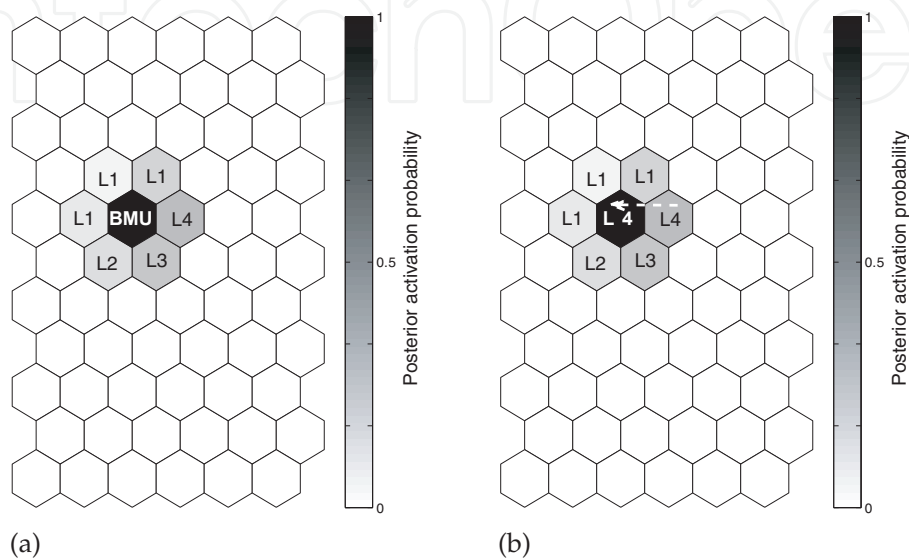 1
0.5
0
Posterior activation probability
L1 L1
L1 BMU L4
L2 L3
(a)
1
0.5
0
Posterior activation probability
L1 L1
L1 L 4 L4
L2 L3
(b)